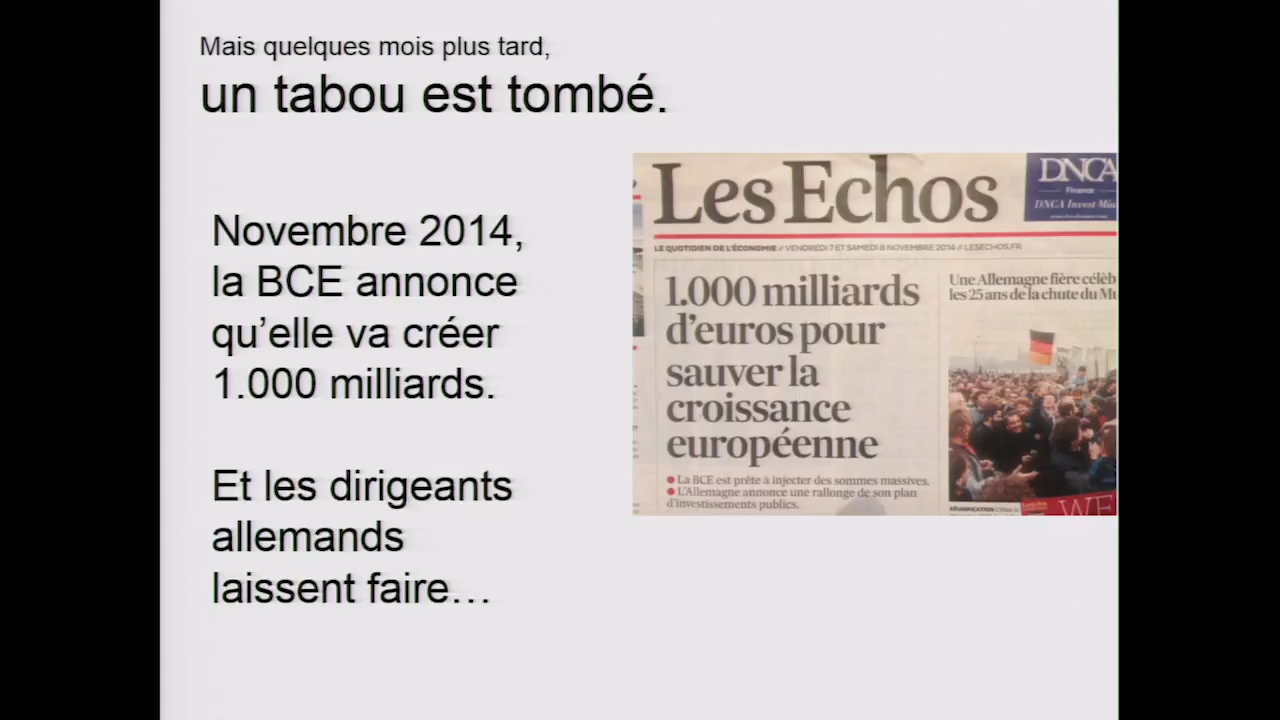 Mais quelques mois plus tard,
un tabou est tombé.
Novembre 2014,
la BCE annonce
qu’elle va créer
1.000 milliards.
Et les dirigeants
allemands
laissent faire…
Les Echos
DNCA
Finance
DNCA Invest
LE QUOTIDIEN DE L'ÉCONOMIE // VENDREDI 7 ET SAMEDI 8 NOVEMBRE 2014 // LESECHOS.FR
1.000 milliards
d’euros pour
sauver la
croissance
européenne
Une Allemagne fière céléb
les 25 ans de la chute du Mu
● La BCE est prête à injecter des sommes massives.
● L’Allemagne annonce une rallonge de son plan
d’investissements publics.
WE